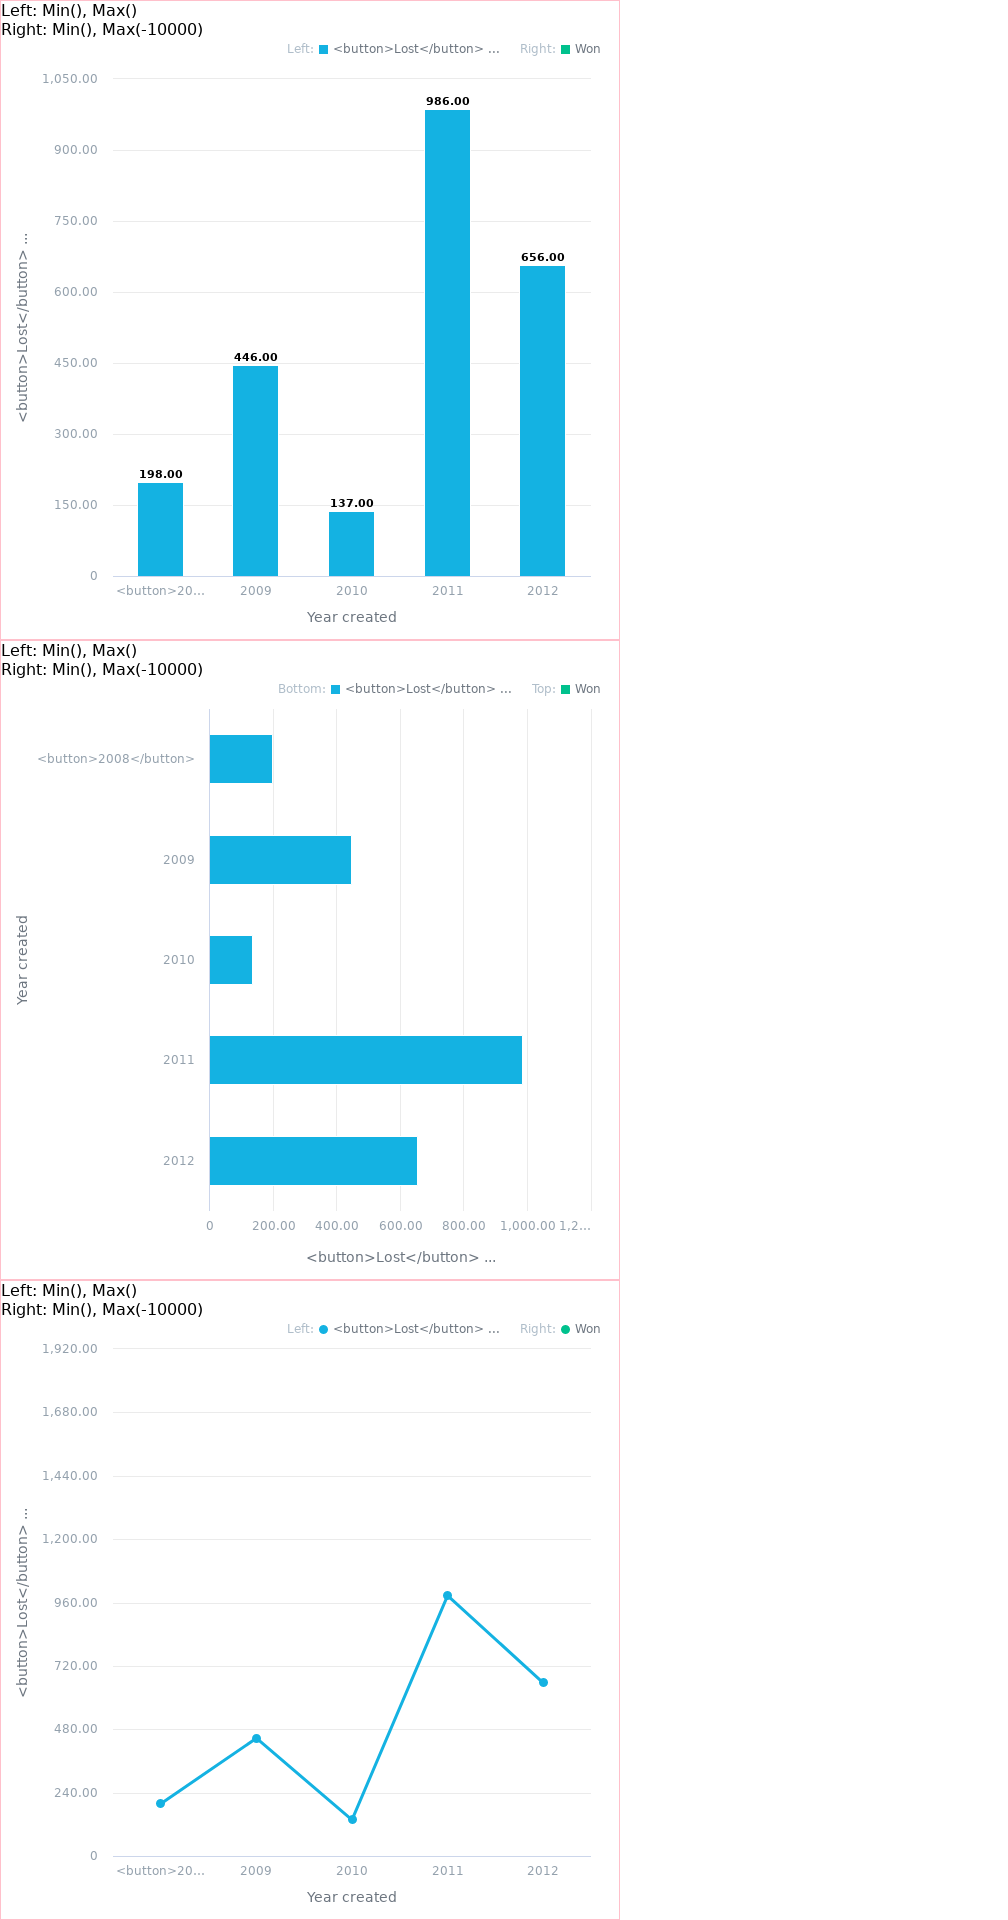 Left: Min(), Max()
Right: Min(), Max(-10000)
Left: <button>Lost</button> ... Right: Won
1,050.00
900.00
750.00
600.00
450.00
300.00
150.00
0
<button>Lost</button> ...
198.00
446.00
137.00
986.00
656.00
<button>20... 2009 2010 2011 2012
Year created
Left: Min(), Max()
Right: Min(), Max(-10000)
Bottom: <button>Lost</button> ... Top: Won
<button>2008</button>
2009
2010
2011
2012
Year created
0 200.00 400.00 600.00 800.00 1,000.00 1,2...
<button>Lost</button> ...
Left: Min(), Max()
Right: Min(), Max(-10000)
Left: <button>Lost</button> ... Right: Won
1,920.00
1,680.00
1,440.00
1,200.00
960.00
720.00
480.00
240.00
0
<button>Lost</button> ...
<button>20... 2009 2010 2011 2012
Year created